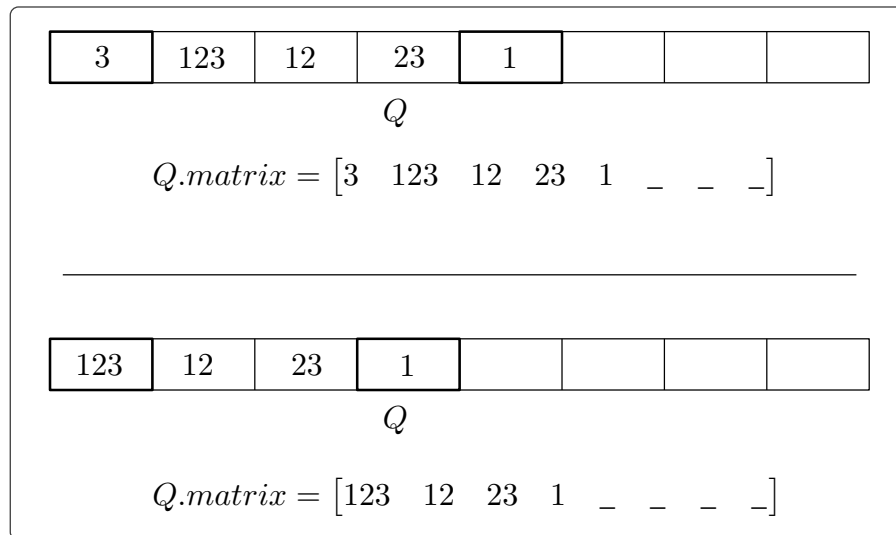 3 123 12 23 1
Q
Q.matrix = [3 123 12 23 1 _ _ _]
123 12 23 1
Q
Q.matrix = [123 12 23 1 _ _ _ _]